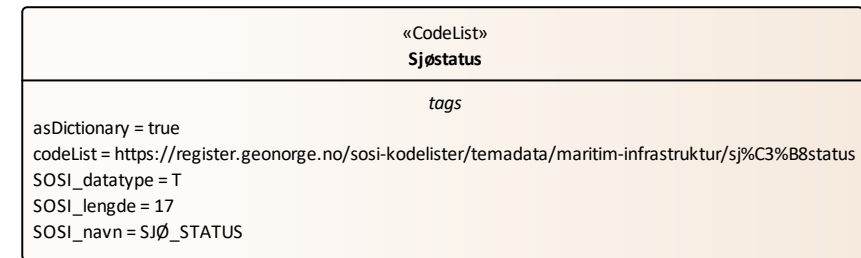 «CodeList»
Sjøstatus
tags
asDictionary = true
codeList = https://register.geonorge.no/sosi-kodelister/temadata/maritim-infrastruktur/sj%C3%B8status
SOSI_datatype = T
SOSI_lengde = 17
SOSI_navn = SJØ_STATUS